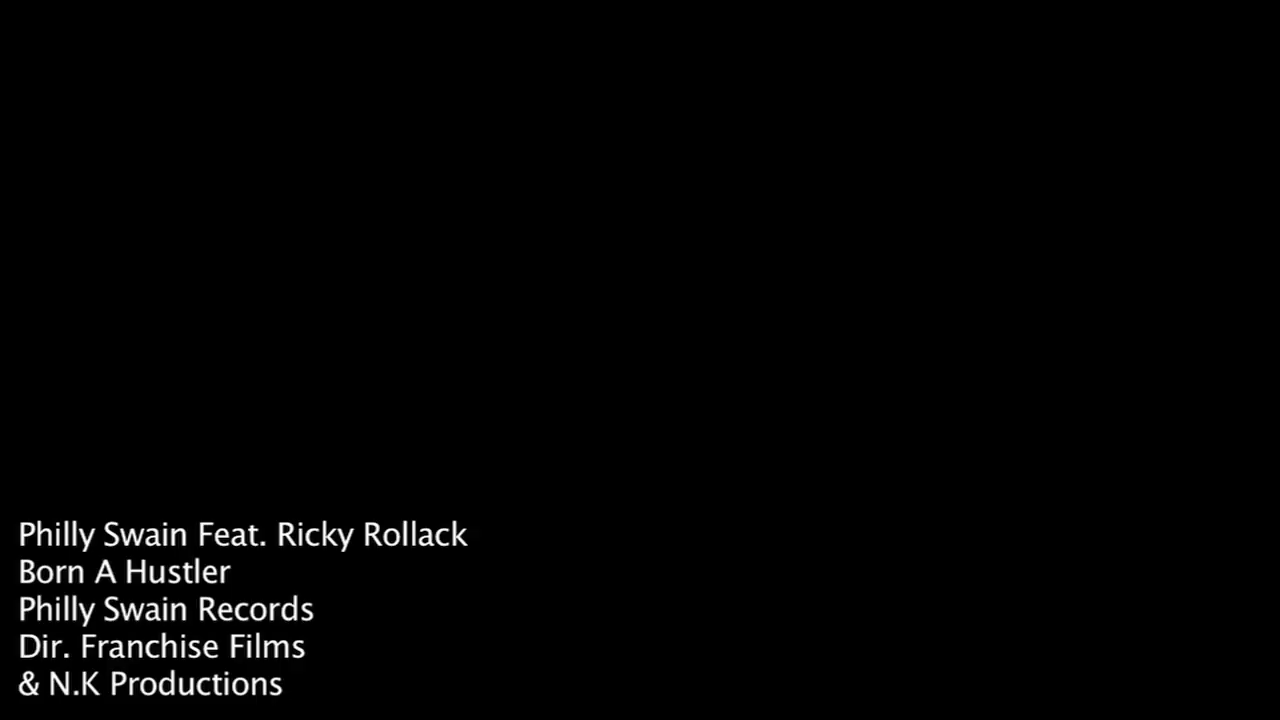 Philly Swain Feat. Ricky Rollack
Born A Hustler
Philly Swain Records
Dir. Franchise Films
& N.K Productions